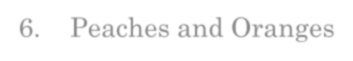 6. Peaches and Oranges